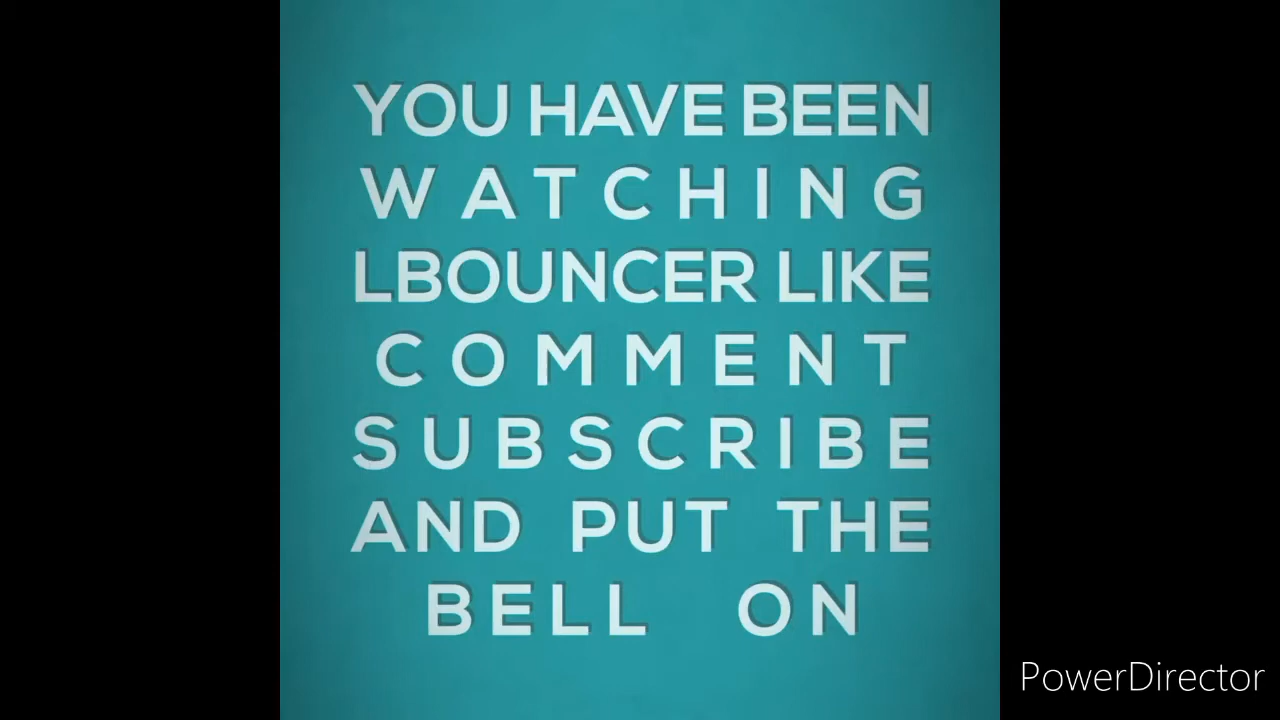 YOU HAVE BEEN
WATCHING
LBOUNCER LIKE
COMMENT
SUBSCRIBE
AND PUT THE
BELL ON
PowerDirector